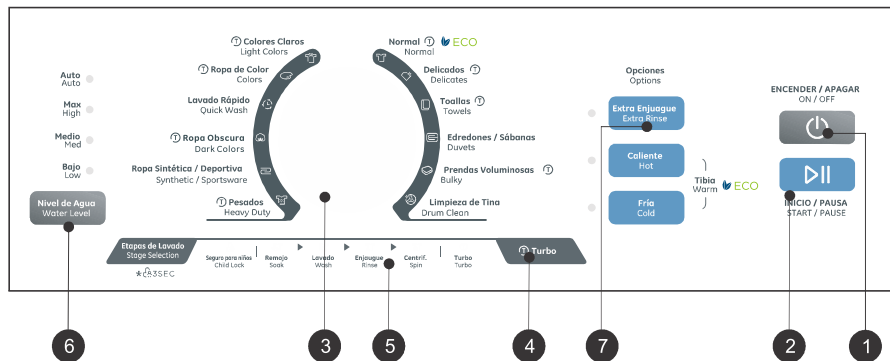 Auto
Auto
Max
High
Medio
Med
Bajo
Low
Nivel de Agua
Water Level
Ⓣ Colores Claros
Light Colors
Ⓣ Ropa de Color
Colors
Lavado Rápido
Quick Wash
Ⓣ Ropa Obscura
Dark Colors
Ropa Sintética / Deportiva
Synthetic / Sportsware
Ⓣ Pesados
Heavy Duty
Normal Ⓣ ECO
Normal
Delicados Ⓣ
Delicates
Toallas Ⓣ
Towels
Edredones / Sábanas
Duvets
Prendas Voluminosas Ⓣ
Bulky
Limpieza de Tina
Drum Clean
Opciones
Options
Extra Enjuague
Extra Rinse
Caliente
Hot
Tibia
Warm
ECO
Fría
Cold
ENCENDER / APAGAR
ON / OFF
INICIO / PAUSA
START / PAUSE
Etapas de Lavado
Stage Selection
*3SEC
Seguro para niños
Child Lock
Remojo
Soak
Lavado
Wash
Enjuague
Rinse
Centrif.
Spin
Turbo
Turbo
Ⓣ Turbo
6 3 5 4 7 2 1